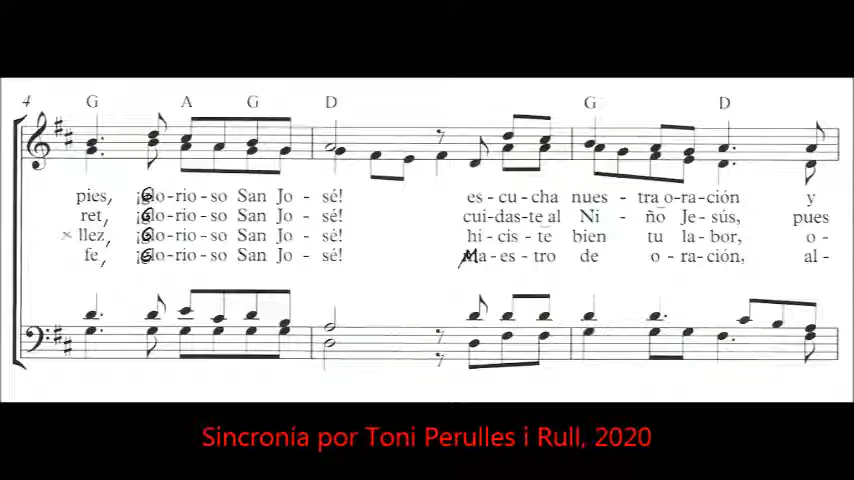 4 G A G D G D
pies, ¡Glo-rio-so San Jo-sé! es-cu-cha nues-tra o-ración y
ret, ¡Glo-rio-so San Jo-sé! cui-das-te al Ni-ño Je-sús, pues
llez, ¡Glo-rio-so San Jo-sé! hi-cis-te bien tu la-bor, o-
fe, ¡Glo-rio-so San Jo-sé! Ma-es-tro de o-ra-ción, al-
Sincronía por Toni Perulles i Rull, 2020